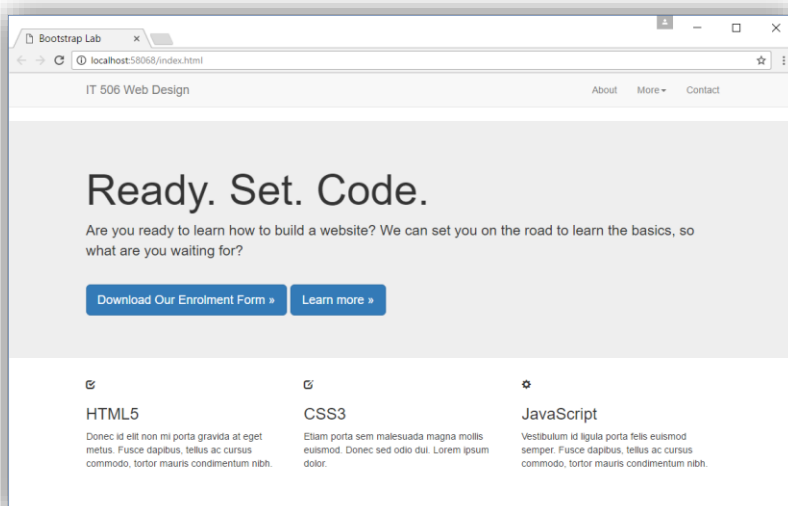 Bootstrap Lab
localhost:58068/index.html
IT 506 Web Design About More Contact
Ready. Set. Code.
Are you ready to learn how to build a website? We can set you on the road to learn the basics, so
what are you waiting for?
Download Our Enrolment Form » Learn more »
HTML5
Donec id elit non mi porta gravida at eget
metus. Fusce dapibus, tellus ac cursus
commodo, tortor mauris condimentum nibh.
CSS3
Etiam porta sem malesuada magna mollis
euismod. Donec sed odio dui. Lorem ipsum
dolor.
JavaScript
Vestibulum id ligula porta felis euismod
semper. Fusce dapibus, tellus ac cursus
commodo, tortor mauris condimentum nibh.